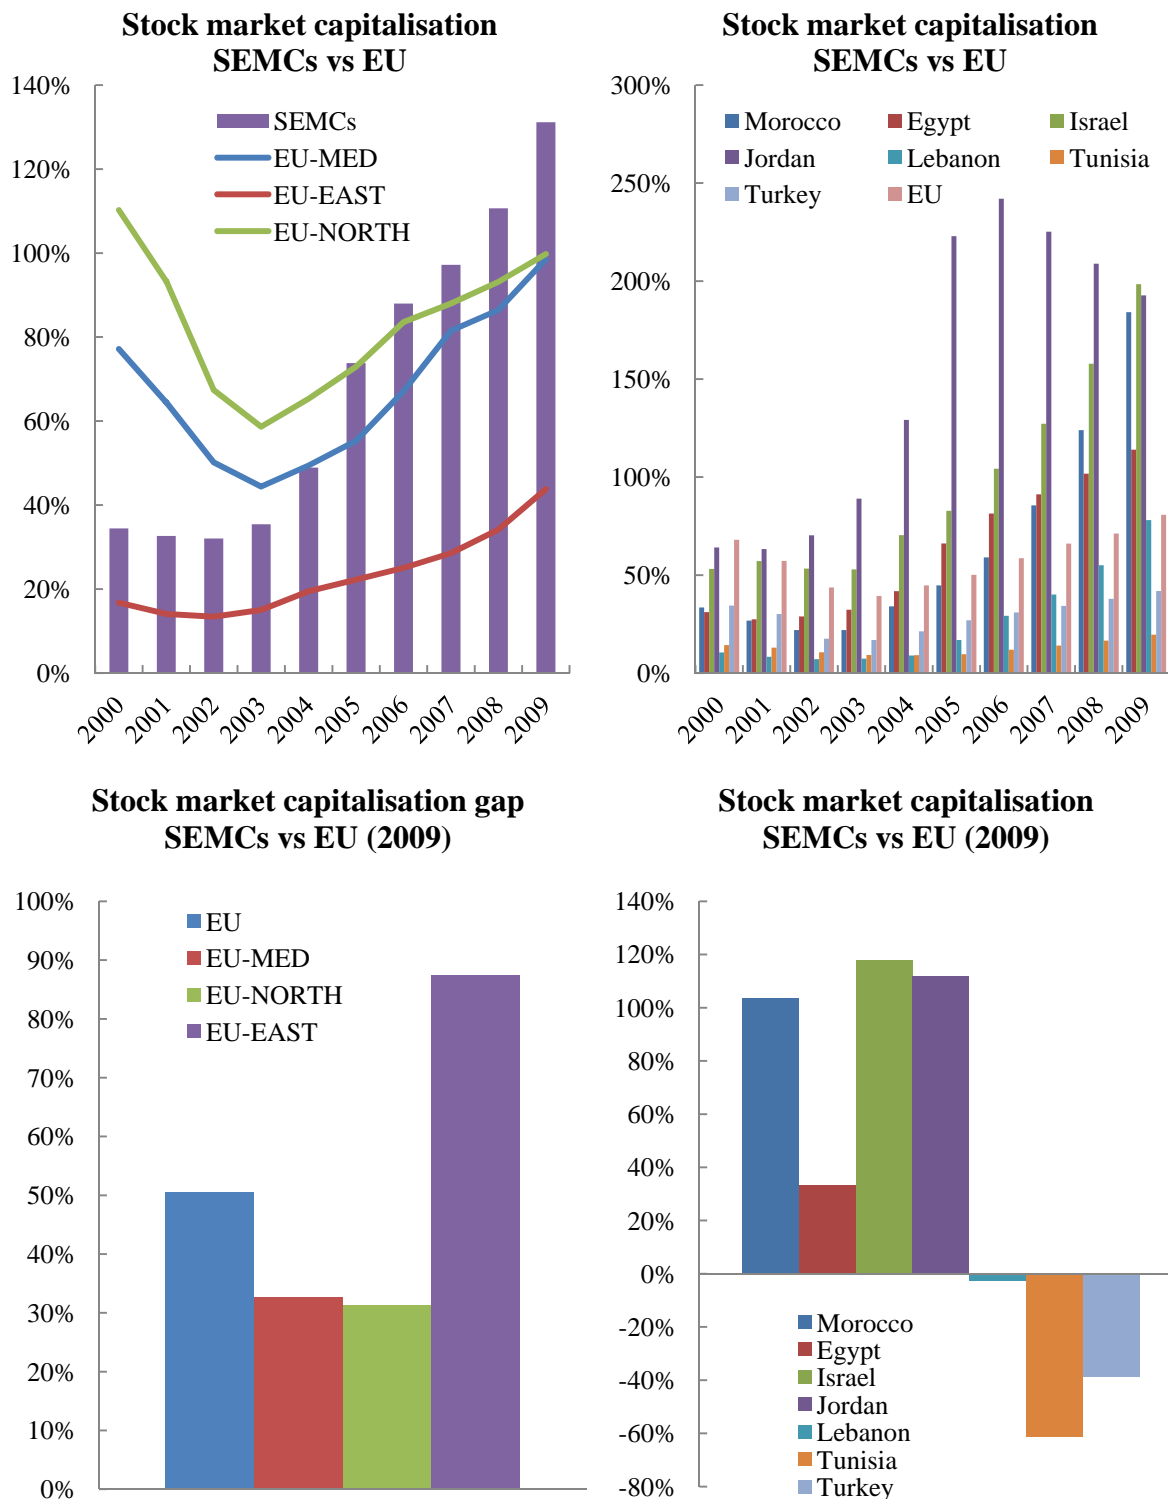 Stock market capitalisation
SEMCs vs EU
140%
120%
100%
80%
60%
40%
20%
0%
SEMCs
EU-MED
EU-EAST
EU-NORTH
2000
2001
2002
2003
2004
2005
2006
2007
2008
2009
Stock market capitalisation
SEMCs vs EU
300%
250%
200%
150%
100%
50%
0%
Morocco Egypt Israel
Jordan Lebanon Tunisia
Turkey EU
2000
2001
2002
2003
2004
2005
2006
2007
2008
2009
Stock market capitalisation gap
SEMCs vs EU (2009)
100%
90%
80%
70%
60%
50%
40%
30%
20%
10%
0%
EU
EU-MED
EU-NORTH
EU-EAST
Stock market capitalisation
SEMCs vs EU (2009)
140%
120%
100%
80%
60%
40%
20%
0%
-20%
-40%
-60%
-80%
Morocco
Egypt
Israel
Jordan
Lebanon
Tunisia
Turkey